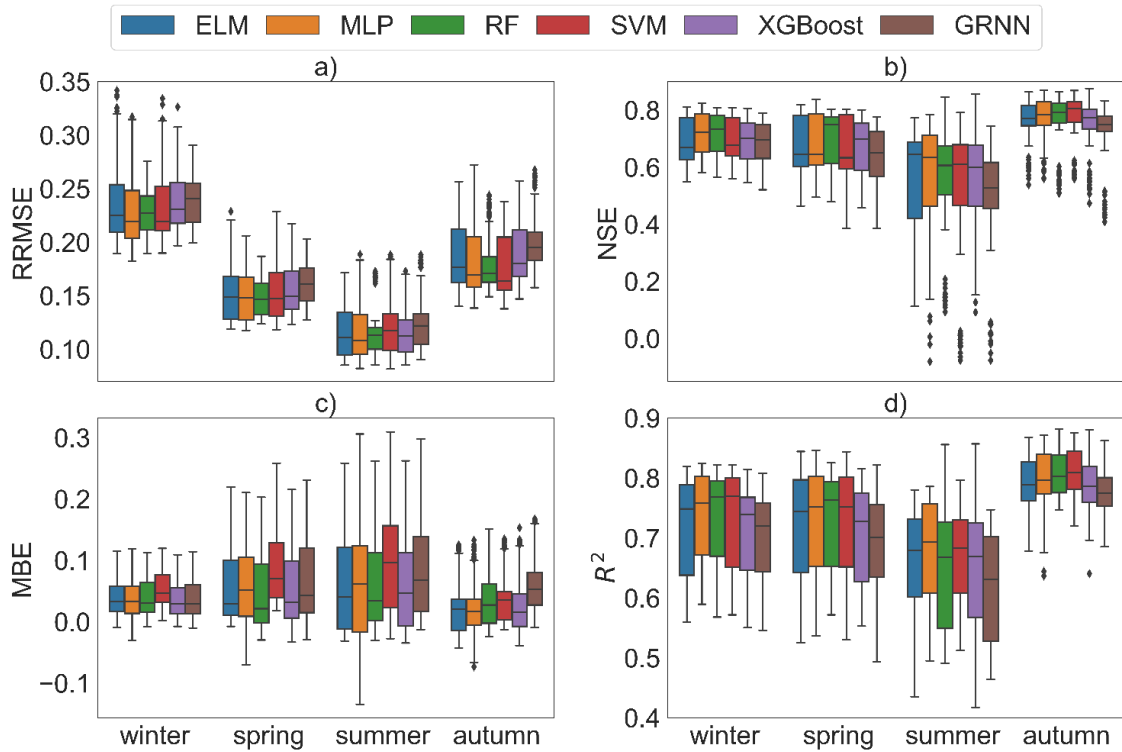 ELM MLP RF SVM XGBoost GRNN
a)
0.35
0.30
0.25
0.20
0.15
0.10
RRMSE
b)
0.8
0.6
0.4
0.2
0.0
NSE
c)
0.3
0.2
0.1
0.0
−0.1
MBE
winter spring summer autumn
d)
0.9
0.8
0.7
0.6
0.5
0.4
R²
winter spring summer autumn